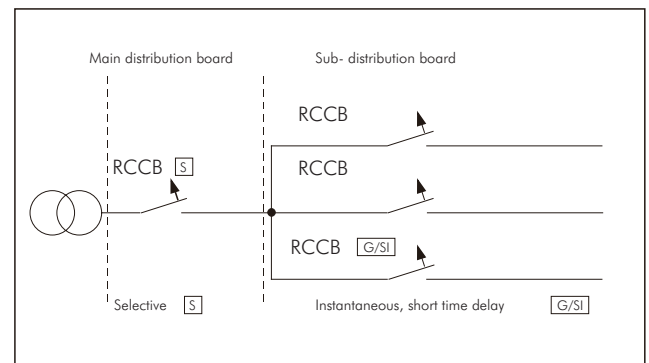 Main distribution board
Sub- distribution board
RCCB
RCCB S
RCCB
RCCB G/SI
Selective S
Instantaneous, short time delay G/SI